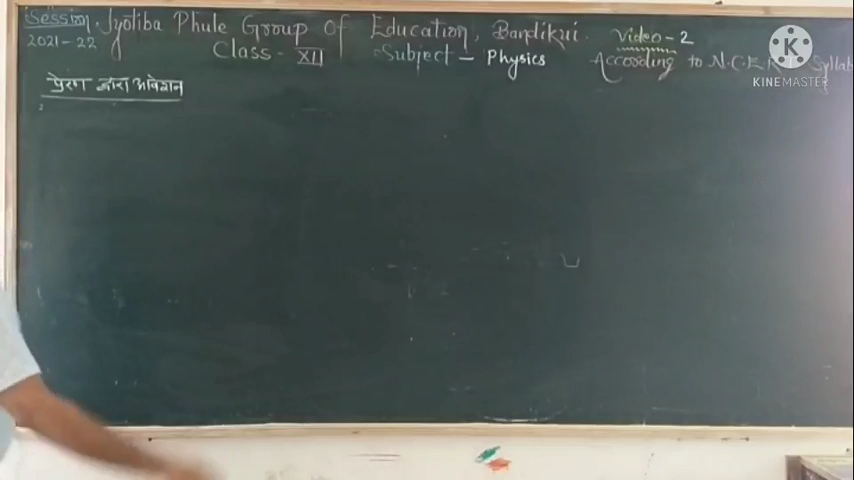 Session. Jyotiba Phule Group Of Education, Bandikui. Video-2
2021-22 Class- XII Subject - Physics According to N.C.E.R.T. Syllab
प्रेरण द्वारा आवेशन
KINEMASTER